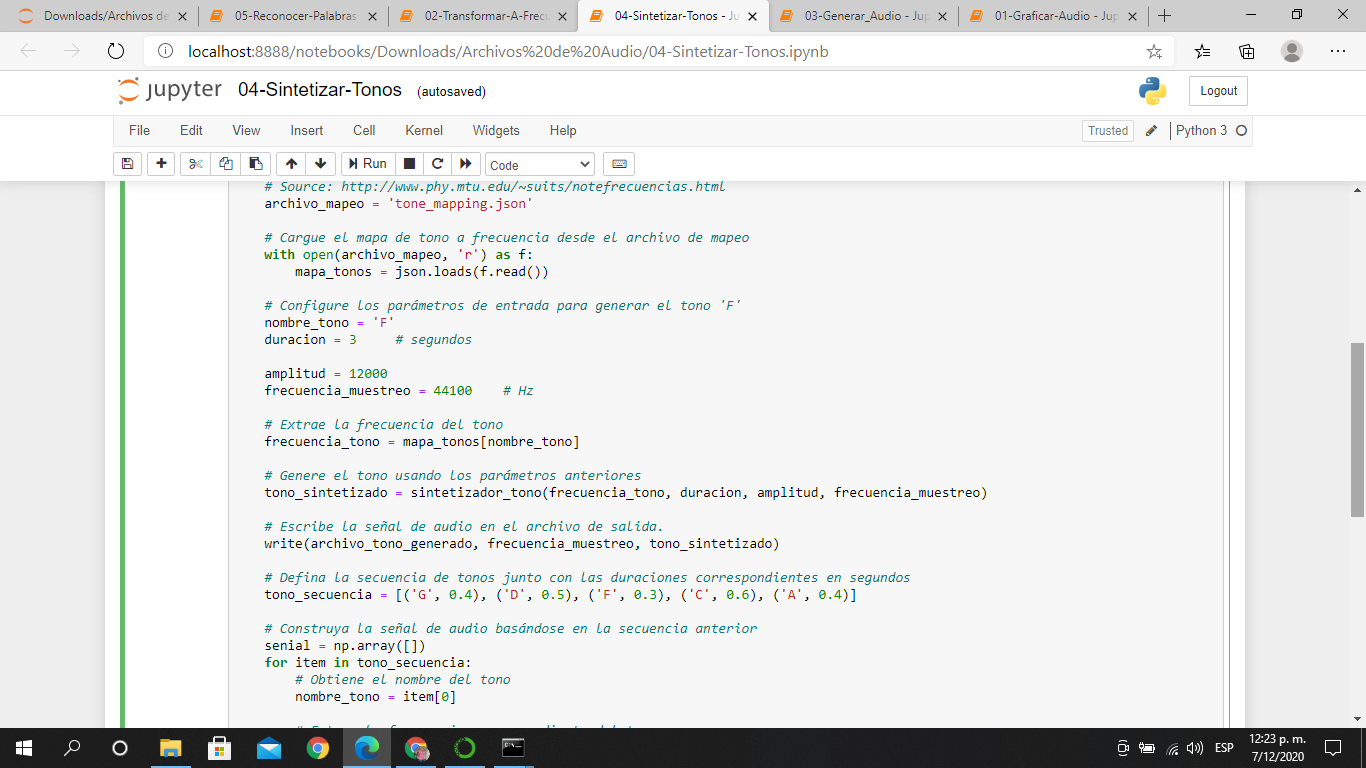 Downloads/Archivos de
05-Reconocer-Palabras
02-Transformar-A-Frecu
04-Sintetizar-Tonos - Ju
03-Generar_Audio - Jup
01-Graficar-Audio - Jup
localhost:8888/notebooks/Downloads/Archivos%20de%20Audio/04-Sintetizar-Tonos.ipynb
jupyter 04-Sintetizar-Tonos (autosaved)
Logout
File Edit View Insert Cell Kernel Widgets Help
Trusted Python 3
Run Code
# Source: http://www.phy.mtu.edu/~suits/notefrecuencias.html
archivo_mapeo = 'tone_mapping.json'
# Cargue el mapa de tono a frecuencia desde el archivo de mapeo
with open(archivo_mapeo, 'r') as f:
mapa_tonos = json.loads(f.read())
# Configure los parámetros de entrada para generar el tono 'F'
nombre_tono = 'F'
duracion = 3 # segundos
amplitud = 12000
frecuencia_muestreo = 44100 # Hz
# Extrae la frecuencia del tono
frecuencia_tono = mapa_tonos[nombre_tono]
# Genere el tono usando los parámetros anteriores
tono_sintetizado = sintetizador_tono(frecuencia_tono, duracion, amplitud, frecuencia_muestreo)
# Escribe la señal de audio en el archivo de salida.
write(archivo_tono_generado, frecuencia_muestreo, tono_sintetizado)
# Defina la secuencia de tonos junto con las duraciones correspondientes en segundos
tono_secuencia = [('G', 0.4), ('D', 0.5), ('F', 0.3), ('C', 0.6), ('A', 0.4)]
# Construya la señal de audio basándose en la secuencia anterior
senial = np.array([])
for item in tono_secuencia:
# Obtiene el nombre del tono
nombre_tono = item[0]
ESP
12:23 p. m.
7/12/2020